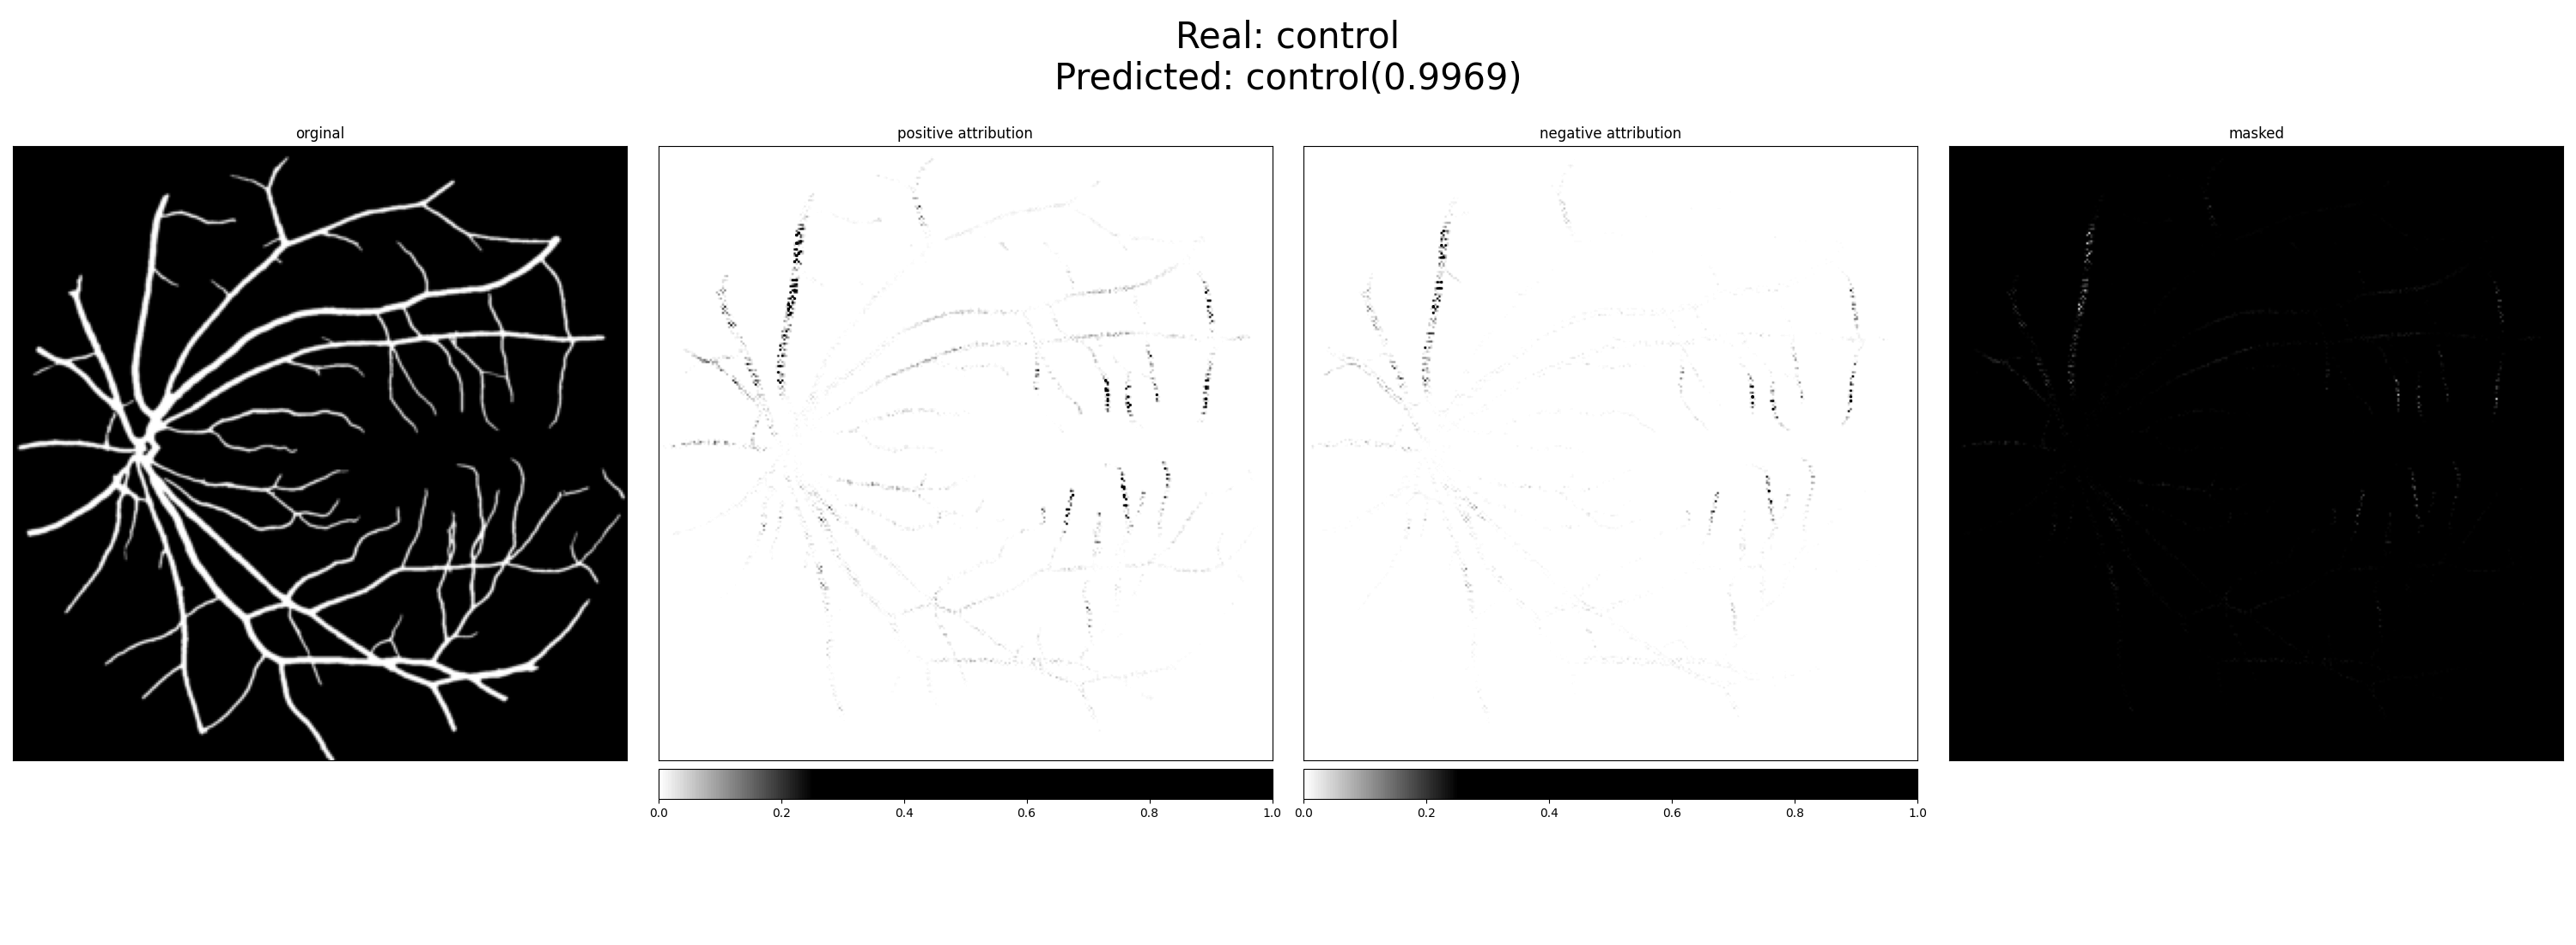 Real: control
Predicted: control(0.9969)
orginal
positive attribution
negative attribution
masked
0.0 0.2 0.4 0.6 0.8 1.0
0.0 0.2 0.4 0.6 0.8 1.0